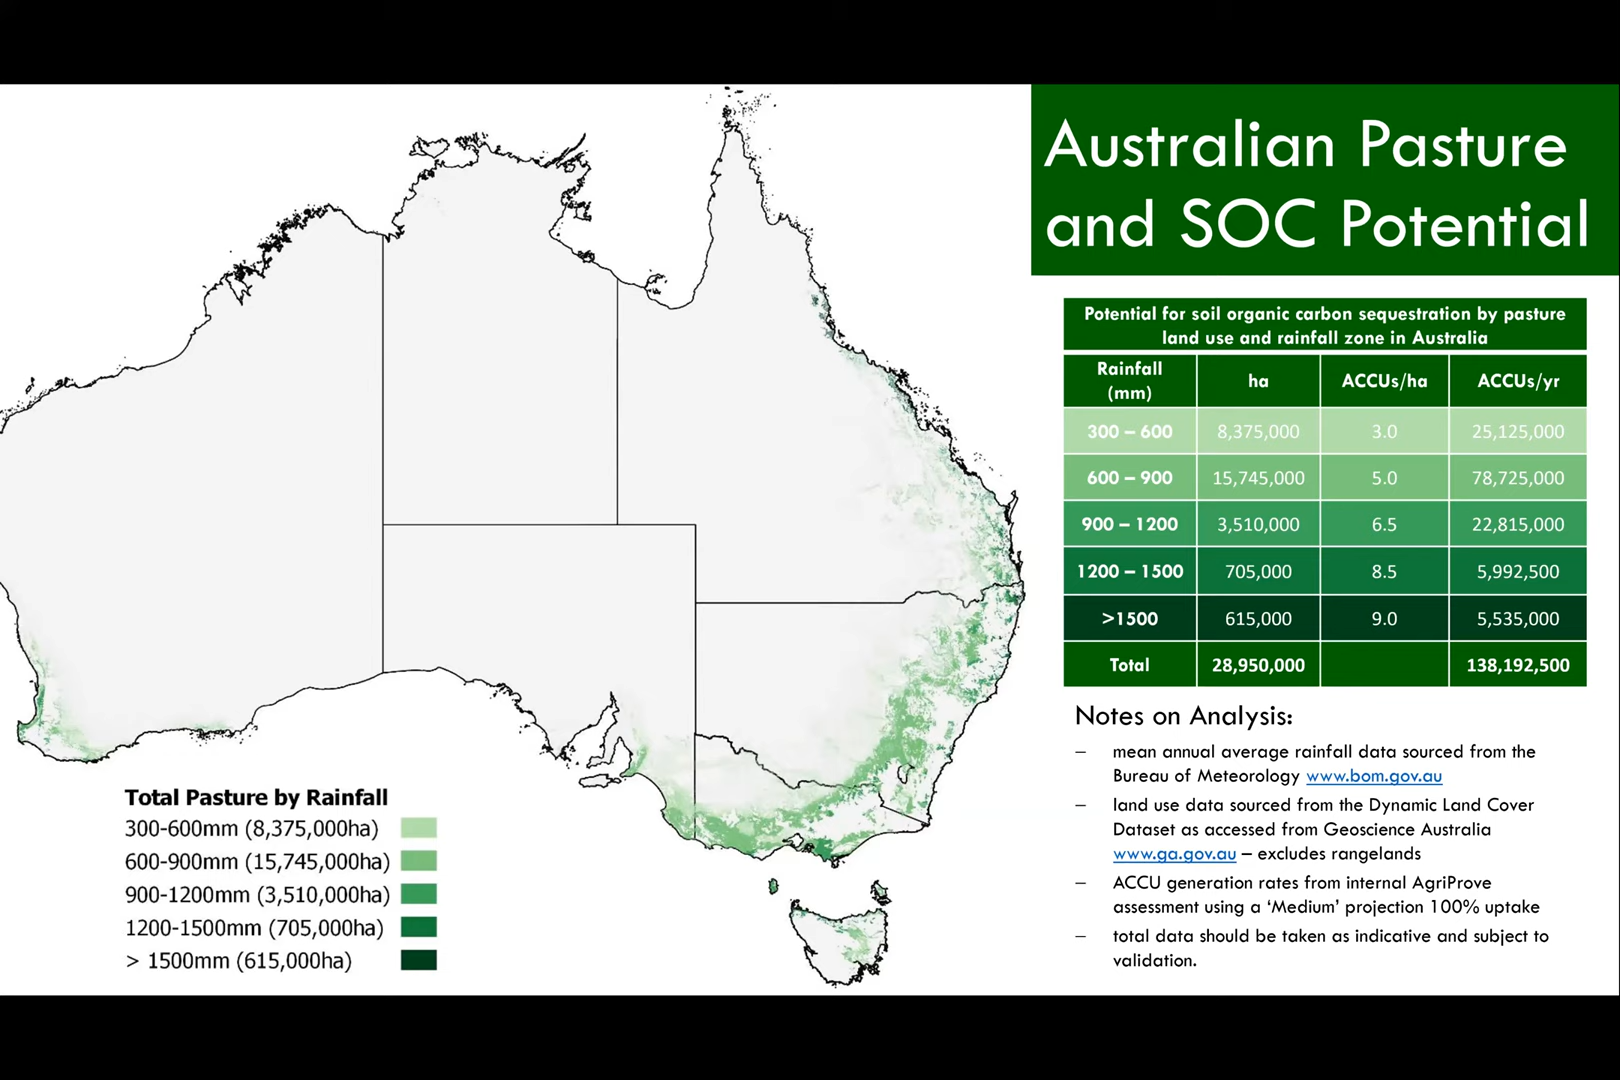 Australian Pasture
and SOC Potential
Potential for soil organic carbon sequestration by pasture
land use and rainfall zone in Australia
Rainfall
(mm)
ha
ACCUs/ha
ACCUs/yr
300 – 600 8,375,000 3.0 25,125,000
600 – 900 15,745,000 5.0 78,725,000
900 – 1200 3,510,000 6.5 22,815,000
1200 – 1500 705,000 8.5 5,992,500
>1500 615,000 9.0 5,535,000
Total 28,950,000 138,192,500
Notes on Analysis:
– mean annual average rainfall data sourced from the
Bureau of Meteorology www.bom.gov.au
– land use data sourced from the Dynamic Land Cover
Dataset as accessed from Geoscience Australia
www.ga.gov.au – excludes rangelands
– ACCU generation rates from internal AgriProve
assessment using a ‘Medium’ projection 100% uptake
– total data should be taken as indicative and subject to
validation.
Total Pasture by Rainfall
300-600mm (8,375,000ha)
600-900mm (15,745,000ha)
900-1200mm (3,510,000ha)
1200-1500mm (705,000ha)
> 1500mm (615,000ha)